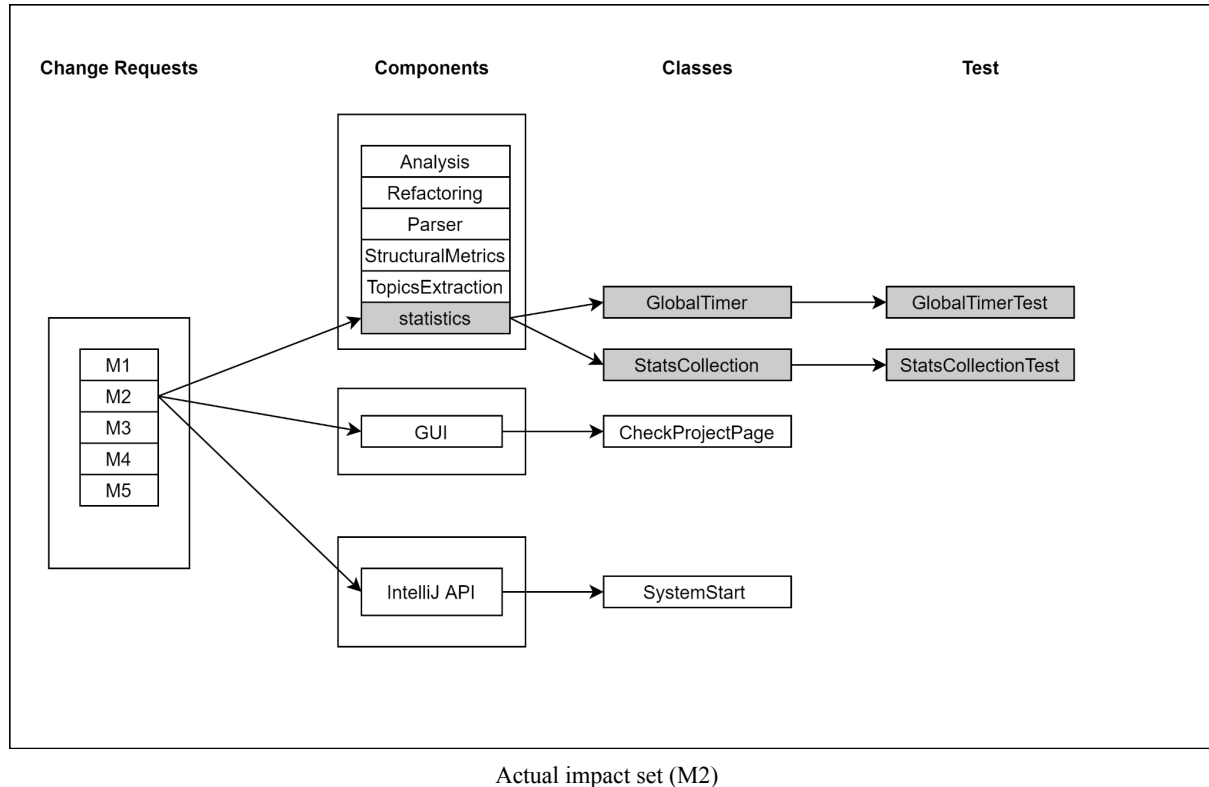 Change Requests
Components
Classes
Test
Analysis
Refactoring
Parser
StructuralMetrics
TopicsExtraction
statistics
GlobalTimer
GlobalTimerTest
StatsCollection
StatsCollectionTest
M1
M2
M3
M4
M5
GUI
CheckProjectPage
IntelliJ API
SystemStart
Actual impact set (M2)